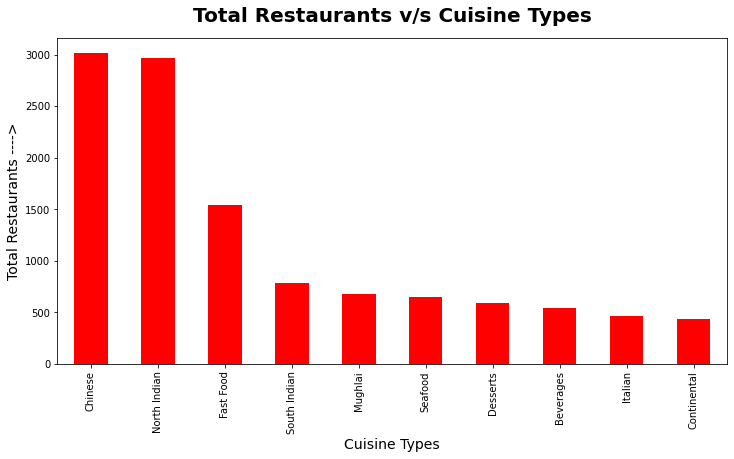 Total Restaurants v/s Cuisine Types
Total Restaurants ---->
3000
2500
2000
1500
1000
500
0
Chinese
North Indian
Fast Food
South Indian
Mughlai
Seafood
Desserts
Beverages
Italian
Continental
Cuisine Types